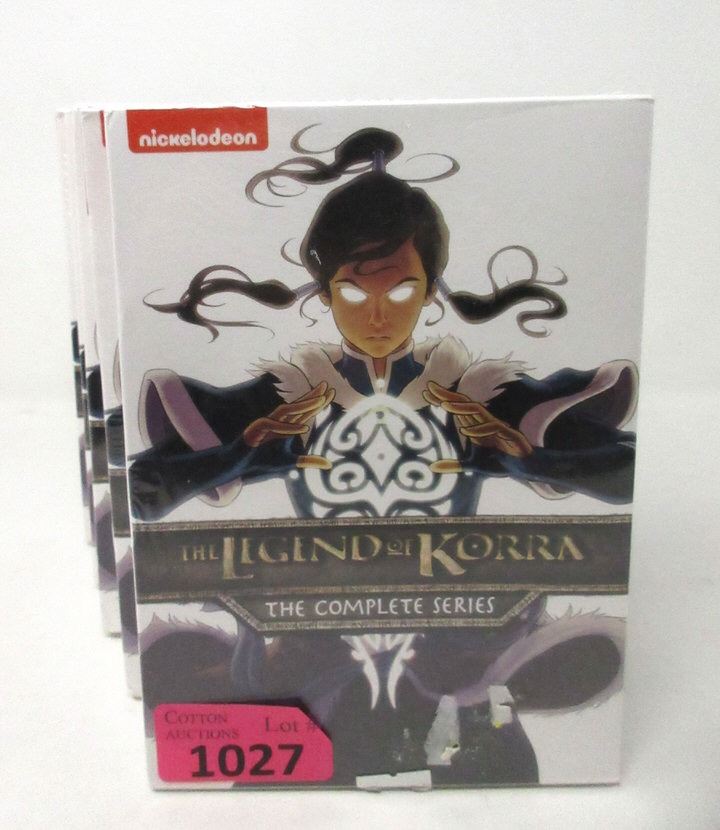 nickelodeon
THE LEGEND OF KORRA
THE COMPLETE SERIES
COTTON
AUCTIONS
Lot #
1027